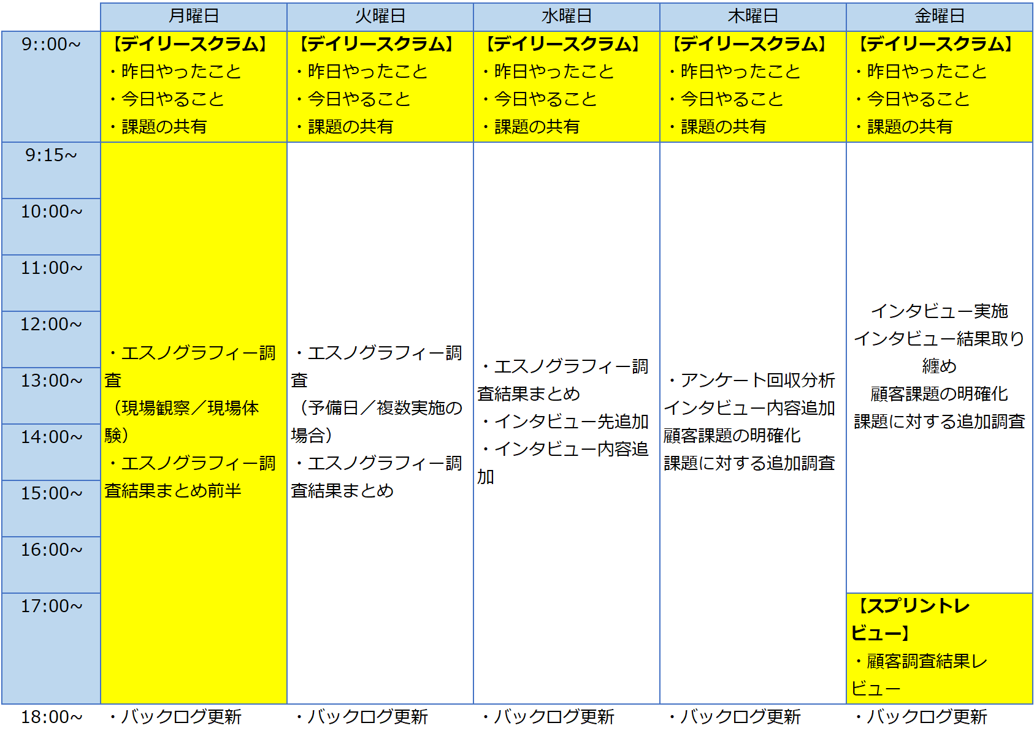 月曜日 火曜日 水曜日 木曜日 金曜日
9::00~
【デイリースクラム】
・昨日やったこと
・今日やること
・課題の共有
【デイリースクラム】
・昨日やったこと
・今日やること
・課題の共有
【デイリースクラム】
・昨日やったこと
・今日やること
・課題の共有
【デイリースクラム】
・昨日やったこと
・今日やること
・課題の共有
【デイリースクラム】
・昨日やったこと
・今日やること
・課題の共有
9:15~
10:00~
11:00~
12:00~
13:00~
14:00~
15:00~
16:00~
17:00~
・エスノグラフィー調
査
（現場観察／現場体
験）
・エスノグラフィー調
査結果まとめ前半
・エスノグラフィー調
査
（予備日／複数実施の
場合）
・エスノグラフィー調
査結果まとめ
・エスノグラフィー調
査結果まとめ
・インタビュー先追加
・インタビュー内容追
加
・アンケート回収分析
インタビュー内容追加
顧客課題の明確化
課題に対する追加調査
インタビュー実施
インタビュー結果取り
纏め
顧客課題の明確化
課題に対する追加調査
【スプリントレ
ビュー】
・顧客調査結果レ
ビュー
18:00~ ・バックログ更新 ・バックログ更新 ・バックログ更新 ・バックログ更新 ・バックログ更新